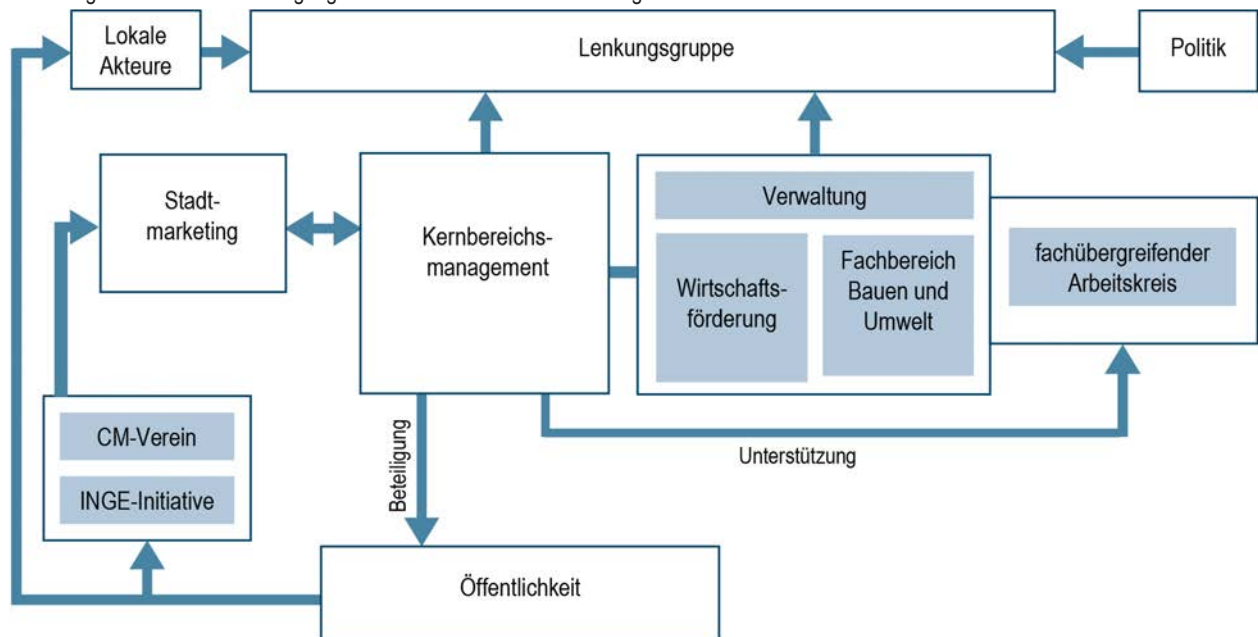 Lokale
Akteure
Lenkungsgruppe
Politik
Stadt-
marketing
Kernbereichs-
management
Verwaltung
Wirtschafts-
förderung
Fachbereich
Bauen und
Umwelt
fachübergreifender
Arbeitskreis
CM-Verein
INGE-Initiative
Beteiligung
Unterstützung
Öffentlichkeit